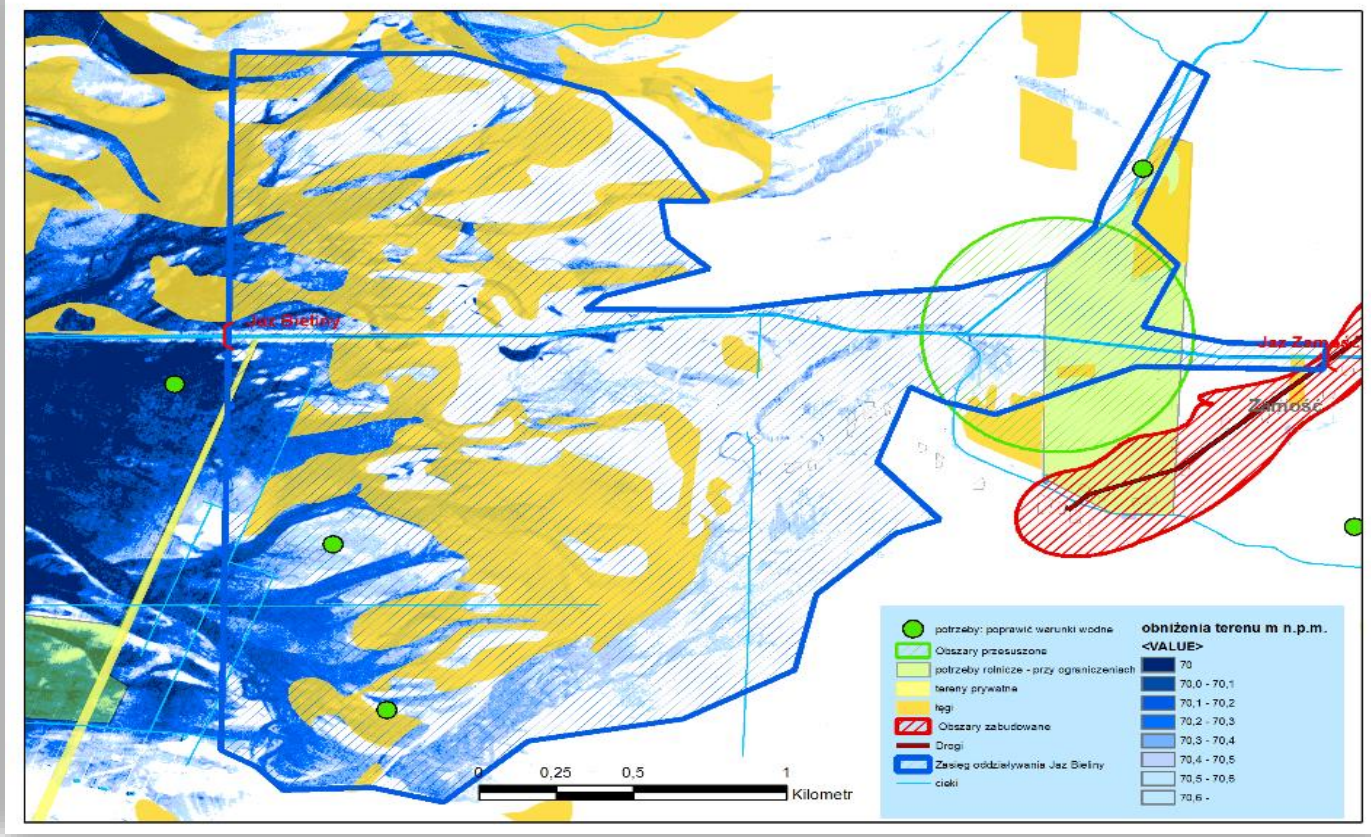 Jaz Bieliny
Jaz Zamość
Zamość
potrzeby: poprawić warunki wodne
Obszary przesuszone
potrzeby rolnicze - przy ograniczeniach
tereny prywatne
łęgi
Obszary zabudowane
Drogi
Zasięg oddziaływania Jaz Bieliny
cieki
obniżenia terenu m n.p.m.
<VALUE>
70
70,0 - 70,1
70,1 - 70,2
70,2 - 70,3
70,3 - 70,4
70,4 - 70,5
70,5 - 70,6
70,6 -
0 0,25 0,5 1
Kilometr